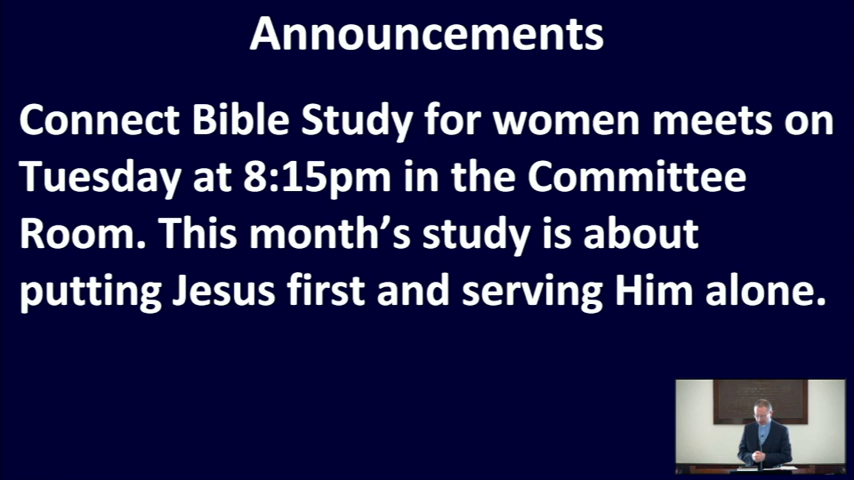 Announcements
Connect Bible Study for women meets on
Tuesday at 8:15pm in the Committee
Room. This month’s study is about
putting Jesus first and serving Him alone.